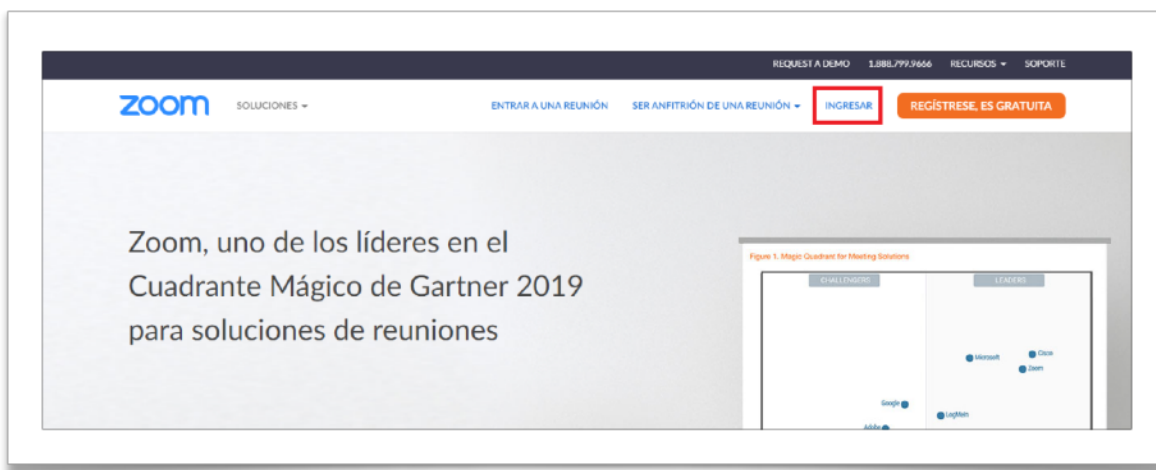 REQUEST A DEMO 1.888.799.9666 RECURSOS SOPORTE
zoom SOLUCIONES ENTRAR A UNA REUNIÓN SER ANFITRIÓN DE UNA REUNIÓN INGRESAR REGÍSTRESE, ES GRATUITA
Zoom, uno de los líderes en el
Cuadrante Mágico de Gartner 2019
para soluciones de reuniones
Figure 1. Magic Quadrant for Meeting Solutions
CHALLENGERS LEADERS
Microsoft Cisco
Zoom
Google
LogMeIn
Adobe